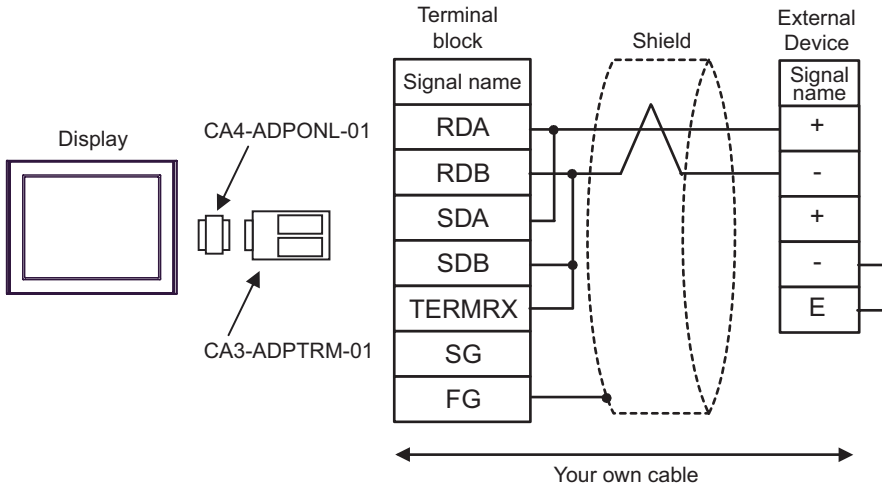 Display
CA4-ADPONL-01
CA3-ADPTRM-01
Terminal
block
Signal name
RDA
RDB
SDA
SDB
TERMRX
SG
FG
Shield
External
Device
Signal
name
+
-
+
-
E
Your own cable